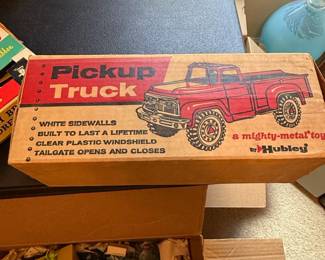 Pickup
Truck
WHITE SIDEWALLS
BUILT TO LAST A LIFETIME
CLEAR PLASTIC WINDSHIELD
TAILGATE OPENS AND CLOSES
a mighty-metal toy
BY Hubley